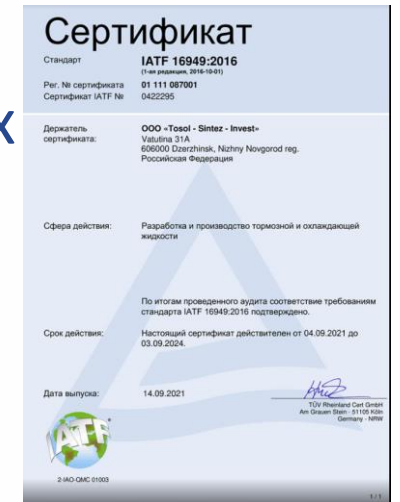 Сертификат
Стандарт
IATF 16949:2016
(1-ая редакция, 2016-10-01)
Рег. № сертификата
01 111 087001
Сертификат IATF №
0422295
Х
Держатель
сертификата:
ООО «Tosol - Sintez - Invest»
Vatutina 31A
606000 Dzerzhinsk, Nizhny Novgorod reg.
Российская Федерация
Сфера действия:
Разработка и производство тормозной и охлаждающей
жидкости
По итогам проведенного аудита соответствие требованиям
стандарта IATF 16949:2016 подтверждено.
Срок действия:
Настоящий сертификат действителен от 04.09.2021 до
03.09.2024.
Дата выпуска:
14.09.2021
TÜV Rheinland Cert GmbH
Am Grauen Stein · 51105 Köln
Germany - NRW
IATF
2-IAO-QMC 01003
1 / 1